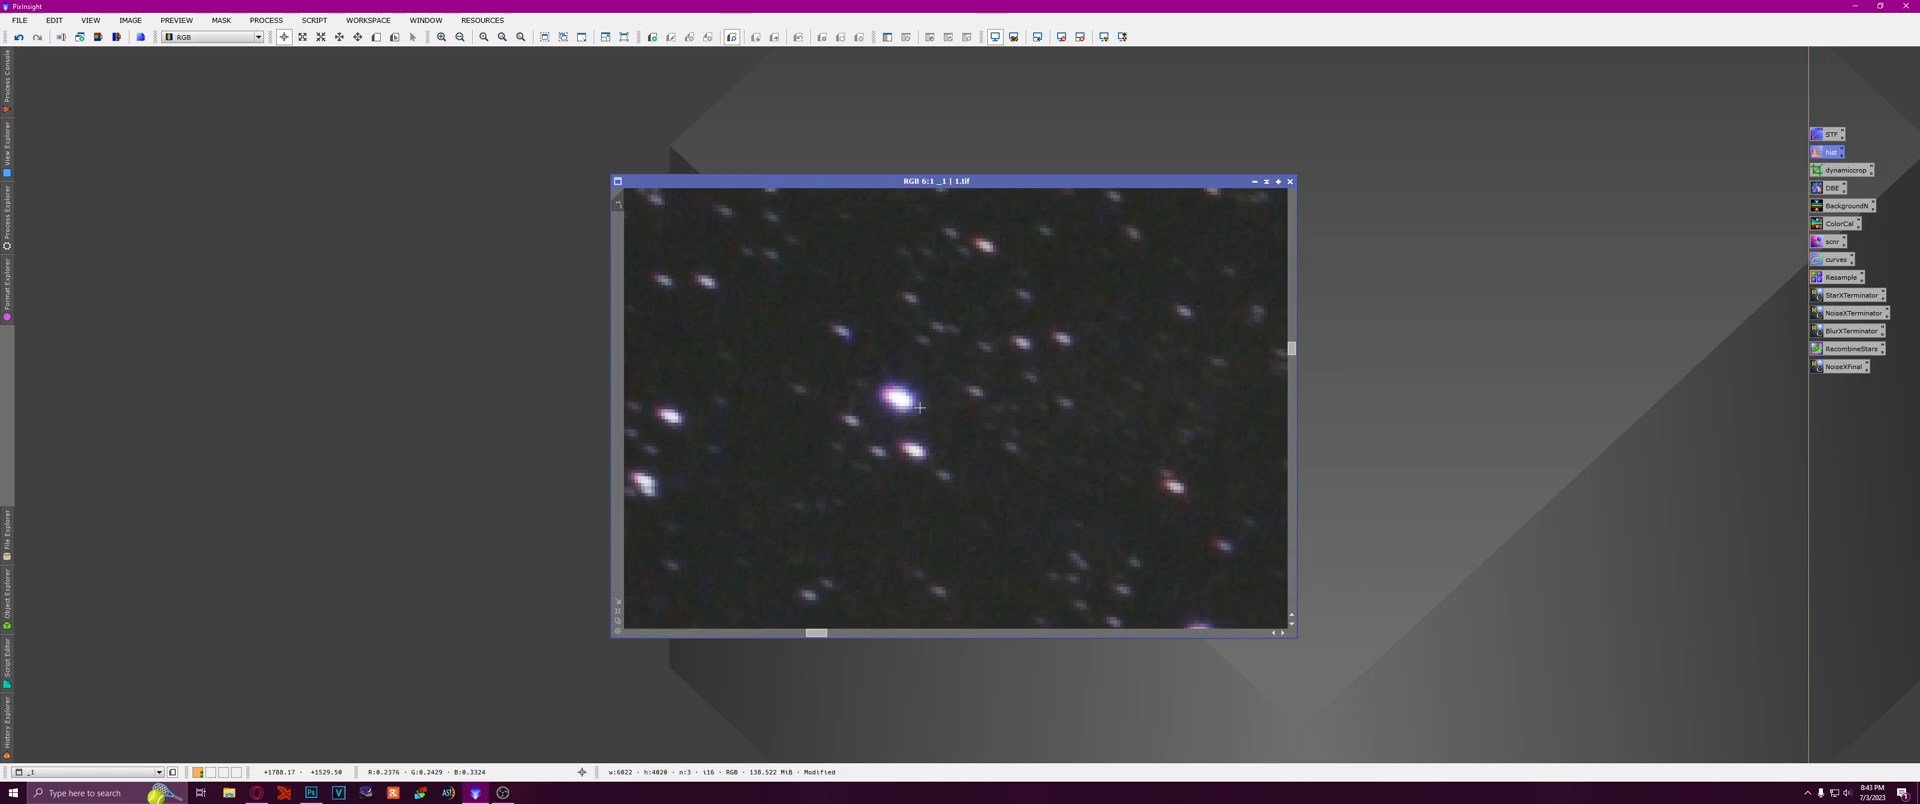 PixInsight
FILE EDIT VIEW IMAGE PREVIEW MASK PROCESS SCRIPT WORKSPACE WINDOW RESOURCES
RGB
Process Console
View Explorer
Process Explorer
Format Explorer
File Explorer
Object Explorer
Script Editor
History Explorer
RGB 6:1 _1 | 1.tif
STF
hist
dynamiccrop
DBE
BackgroundN
ColorCal
scnr
curves
Resample
StarXTerminator
NoiseXTerminator
BlurXTerminator
RecombineStars
NoiseXFinal
_1
+1788.17 · +1529.50
R:0.2376 · G:0.2429 · B:0.3324
w:6022 · h:4020 · n:3 · i16 · RGB · 138.522 MiB · Modified
Type here to search
8:43 PM
7/3/2023